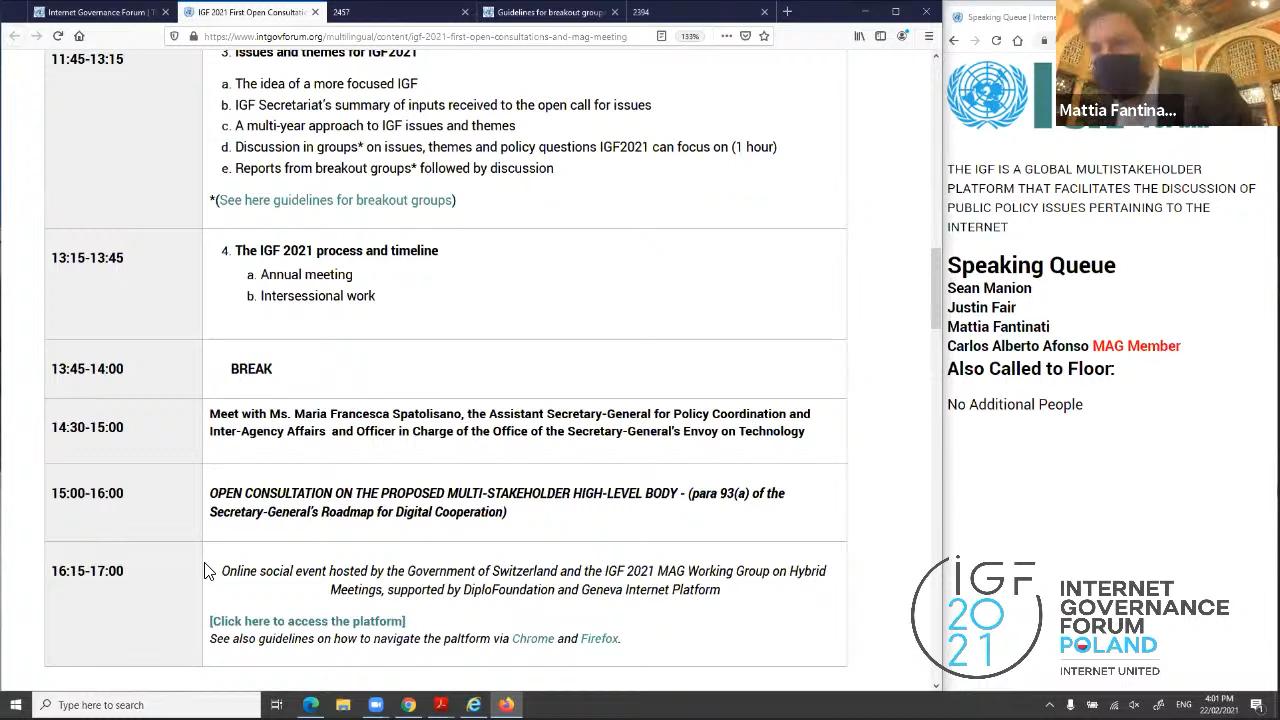 Internet Governance Forum | T
IGF 2021 First Open Consultatio
2457
Guidelines for breakout group
2394
Speaking Queue | Interne
https://www.intgovforum.org/multilingual/content/igf-2021-first-open-consultations-and-mag-meeting
133%
Mattia Fantina...
11:45-13:15
3. Issues and themes for IGF2021
a. The idea of a more focused IGF
b. IGF Secretariat's summary of inputs received to the open call for issues
c. A multi-year approach to IGF issues and themes
d. Discussion in groups* on issues, themes and policy questions IGF2021 can focus on (1 hour)
e. Reports from breakout groups* followed by discussion
*(See here guidelines for breakout groups)
13:15-13:45
4. The IGF 2021 process and timeline
a. Annual meeting
b. Intersessional work
13:45-14:00
BREAK
14:30-15:00
Meet with Ms. Maria Francesca Spatolisano, the Assistant Secretary-General for Policy Coordination and
Inter-Agency Affairs and Officer in Charge of the Office of the Secretary-General's Envoy on Technology
15:00-16:00
OPEN CONSULTATION ON THE PROPOSED MULTI-STAKEHOLDER HIGH-LEVEL BODY - (para 93(a) of the
Secretary-General's Roadmap for Digital Cooperation)
16:15-17:00
Online social event hosted by the Government of Switzerland and the IGF 2021 MAG Working Group on Hybrid
Meetings, supported by DiploFoundation and Geneva Internet Platform
[Click here to access the platform]
See also guidelines on how to navigate the paltform via Chrome and Firefox.
THE IGF IS A GLOBAL MULTISTAKEHOLDER
PLATFORM THAT FACILITATES THE DISCUSSION OF
PUBLIC POLICY ISSUES PERTAINING TO THE
INTERNET
Speaking Queue
Sean Manion
Justin Fair
Mattia Fantinati
Carlos Alberto Afonso MAG Member
Also Called to Floor:
No Additional People
IGF
20
21
INTERNET
GOVERNANCE
FORUM
POLAND
INTERNET UNITED
Type here to search
ENG
4:01 PM
22/02/2021